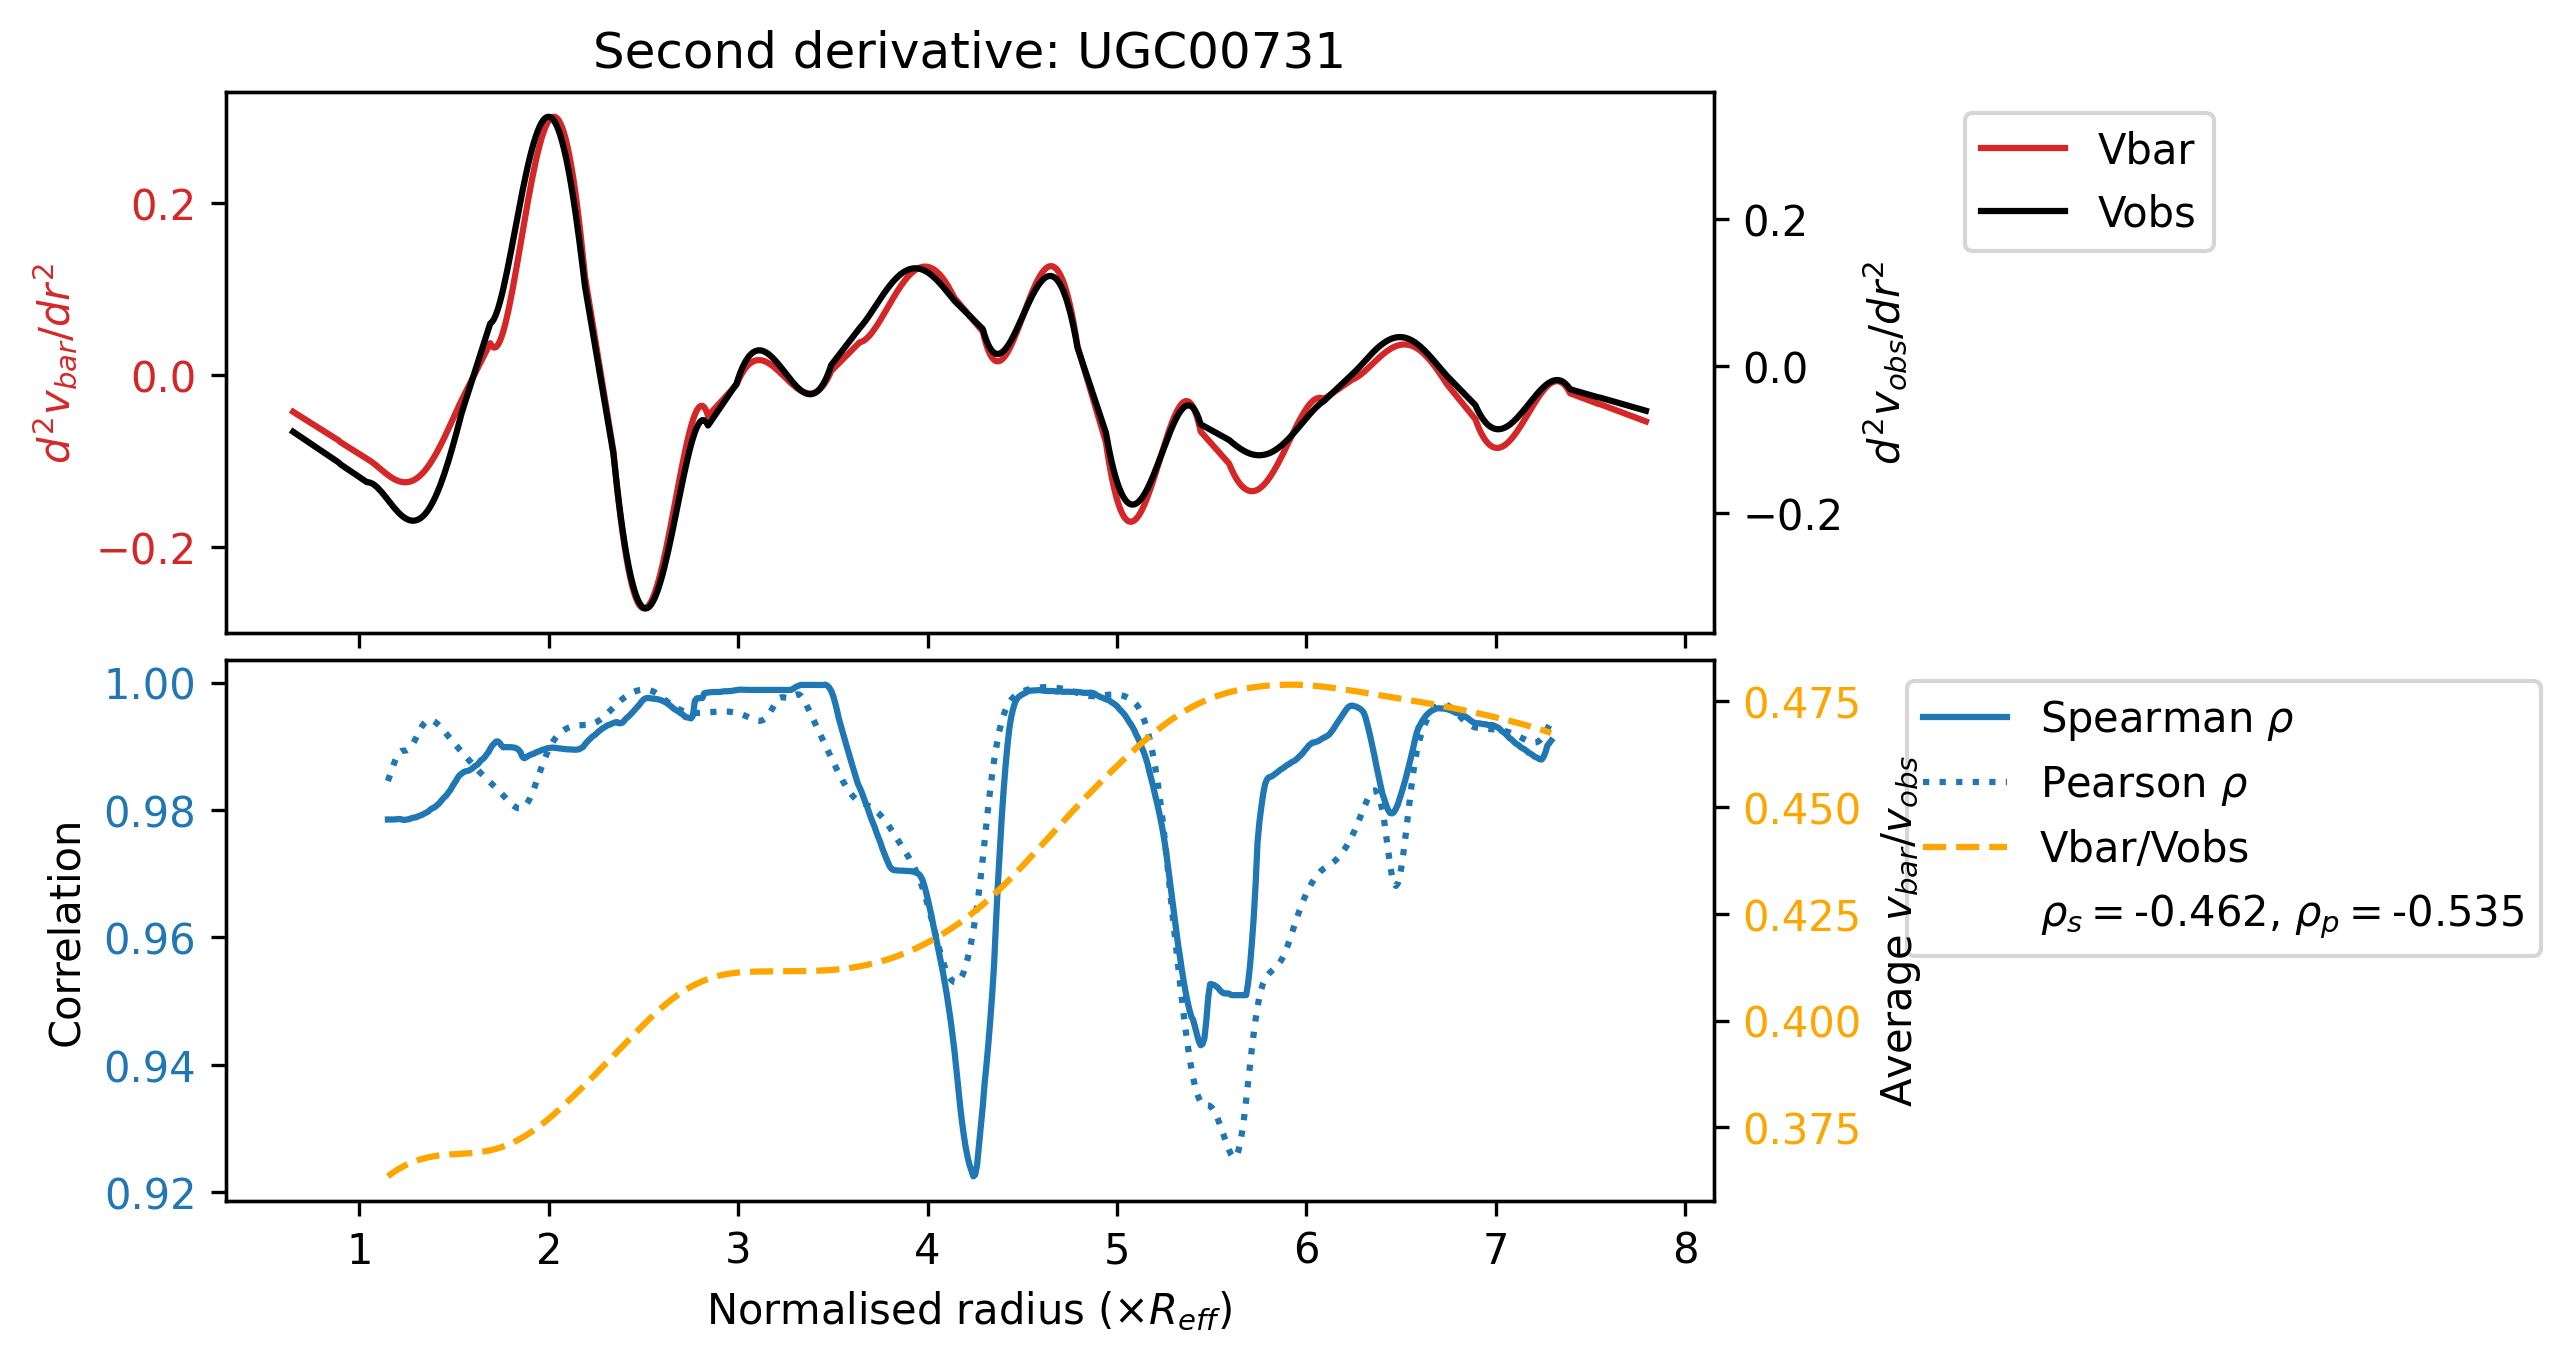 Second derivative: UGC00731
d²v_bar/dr²
0.2
0.0
−0.2
0.2
0.0
−0.2
d²v_obs/dr²
Vbar
Vobs
Correlation
1.00
0.98
0.96
0.94
0.92
0.475
0.450
0.425
0.400
0.375
Average v_bar/v_obs
Spearman ρ
Pearson ρ
Vbar/Vobs
ρ_s = -0.462, ρ_p = -0.535
1 2 3 4 5 6 7 8
Normalised radius (×R_eff)